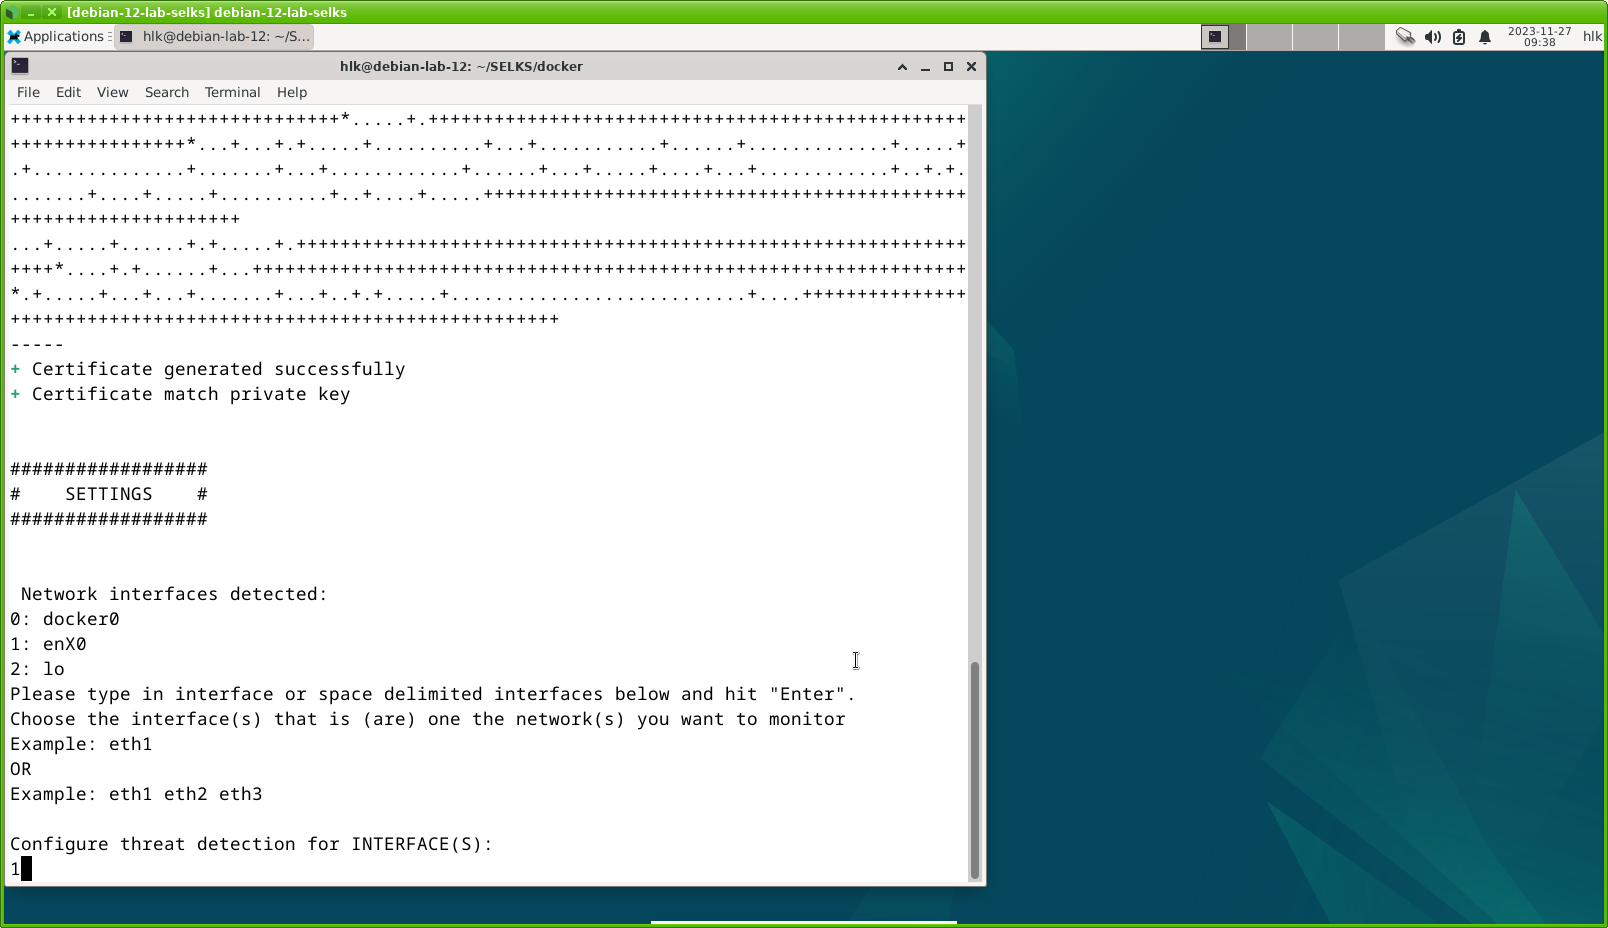 [debian-12-lab-selks] debian-12-lab-selks
Applications
hlk@debian-lab-12: ~/S...
2023-11-27
09:38
hlk
hlk@debian-lab-12: ~/SELKS/docker
File Edit View Search Terminal Help
++++++++++++++++++++++++++++++*.....+.+++++++++++++++++++++++++++++++++++++++++++++++++
++++++++++++++++*...+...+.+.....+..........+...+...........+......+.............+.....+
.+..............+.......+...+............+......+...+.....+....+...+............+..+.+.
.......+....+.....+..........+..+....+.....++++++++++++++++++++++++++++++++++++++++++++
+++++++++++++++++++++
...+.....+......+.+.....+.+++++++++++++++++++++++++++++++++++++++++++++++++++++++++++++
++++*....+.+......+...+++++++++++++++++++++++++++++++++++++++++++++++++++++++++++++++++
*.+.....+...+...+.......+...+..+.+.....+...........................+....+++++++++++++++
++++++++++++++++++++++++++++++++++++++++++++++++++
-----
+ Certificate generated successfully
+ Certificate match private key
##################
#    SETTINGS    #
##################
Network interfaces detected:
0: docker0
1: enX0
2: lo
Please type in interface or space delimited interfaces below and hit "Enter".
Choose the interface(s) that is (are) one the network(s) you want to monitor
Example: eth1
OR
Example: eth1 eth2 eth3
Configure threat detection for INTERFACE(S):
1